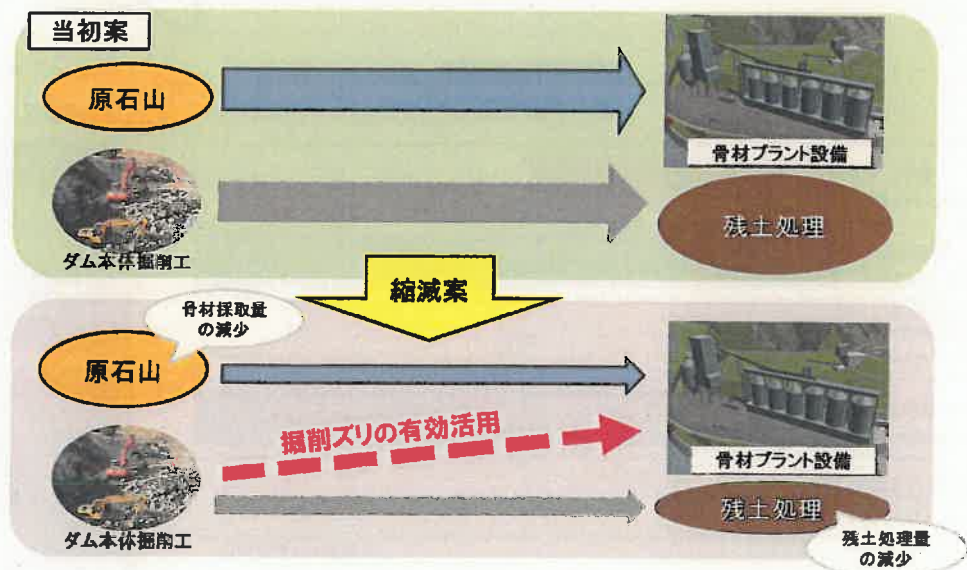 当初案
原石山
骨材プラント設備
ダム本体掘削工
残土処理
縮減案
骨材採取量
の減少
原石山
掘削ズリの有効活用
骨材プラント設備
ダム本体掘削工
残土処理
残土処理量
の減少